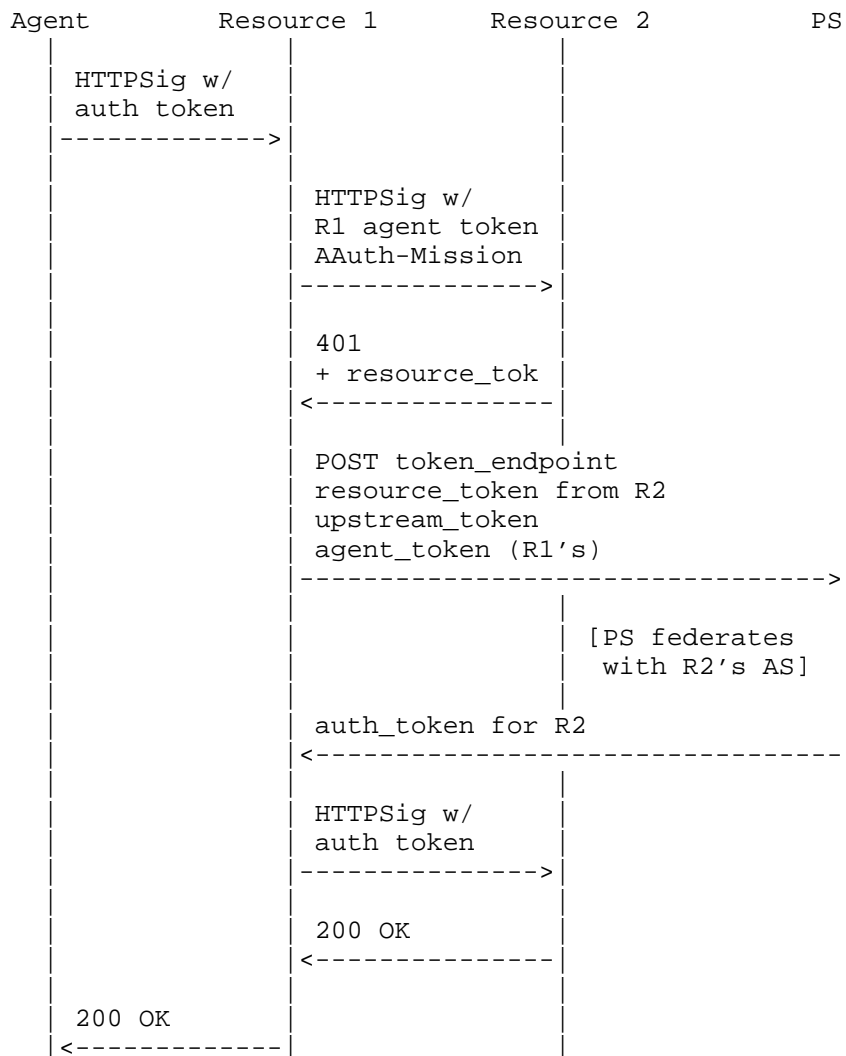 Agent Resource 1 Resource 2 PS
HTTPSig w/
auth token
HTTPSig w/
R1 agent token
AAuth-Mission
401
+ resource_tok
POST token_endpoint
resource_token from R2
upstream_token
agent_token (R1's)
[PS federates
with R2's AS]
auth_token for R2
HTTPSig w/
auth token
200 OK
200 OK